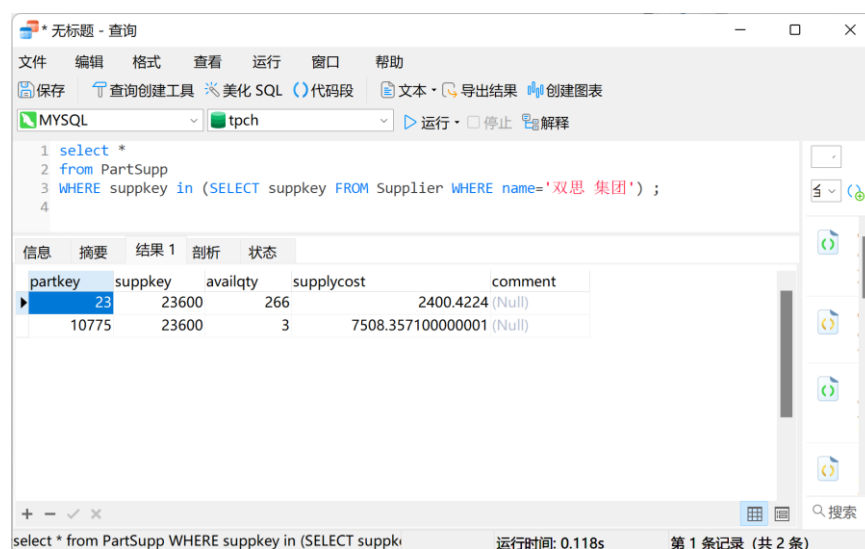 * 无标题 - 查询
文件 编辑 格式 查看 运行 窗口 帮助
保存 查询创建工具 美化 SQL ()代码段 文本 导出结果 创建图表
MYSQL tpch 运行 停止 解释
1 select *
2 from PartSupp
3 WHERE suppkey in (SELECT suppkey FROM Supplier WHERE name='双思 集团') ;
4
信息 摘要 结果 1 剖析 状态
partkey suppkey availqty supplycost comment
23 23600 266 2400.4224 (Null)
10775 23600 3 7508.357100000001 (Null)
搜索
select * from PartSupp WHERE suppkey in (SELECT suppk 运行时间: 0.118s 第 1 条记录 (共 2 条)